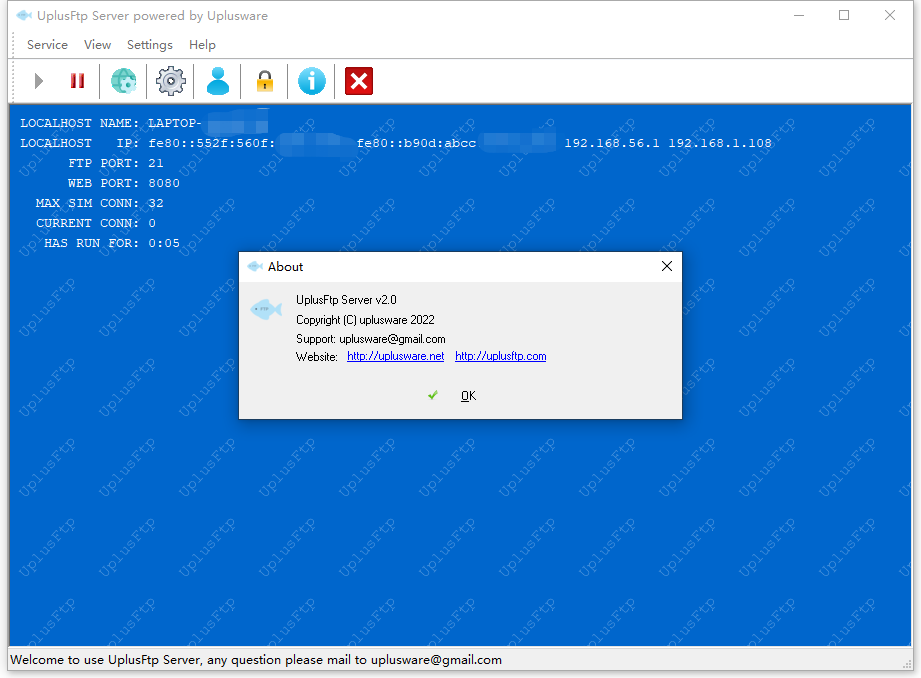 UplusFtp Server powered by Uplusware
Service View Settings Help
LOCALHOST NAME: LAPTOP-
LOCALHOST IP: fe80::552f:560f: fe80::b90d:abcc 192.168.56.1 192.168.1.108
FTP PORT: 21
WEB PORT: 8080
MAX SIM CONN: 32
CURRENT CONN: 0
HAS RUN FOR: 0:05
About
UplusFtp Server v2.0
Copyright (C) uplusware 2022
Support: uplusware@gmail.com
Website: http://uplusware.net http://uplusftp.com
OK
UplusFtp
Welcome to use UplusFtp Server, any question please mail to uplusware@gmail.com